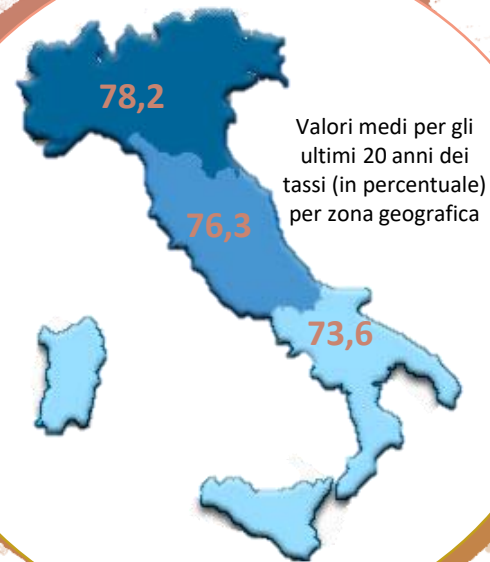 78,2
Valori medi per gli
ultimi 20 anni dei
tassi (in percentuale)
per zona geografica
76,3
73,6